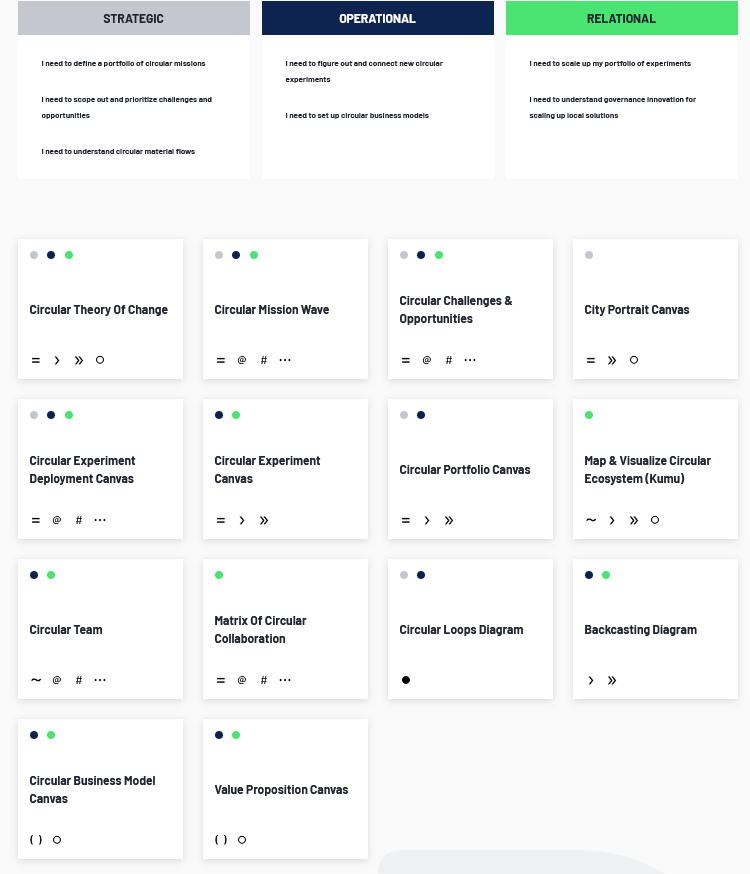 STRATEGIC
I need to define a portfolio of circular missions
I need to scope out and prioritize challenges and
opportunities
I need to understand circular material flows
OPERATIONAL
I need to figure out and connect new circular
experiments
I need to set up circular business models
RELATIONAL
I need to scale up my portfolio of experiments
I need to understand governance innovation for
scaling up local solutions
Circular Theory Of Change
= › » ○
Circular Mission Wave
= @ # ···
Circular Challenges &
Opportunities
= @ # ···
City Portrait Canvas
= » ○
Circular Experiment
Deployment Canvas
= @ # ···
Circular Experiment
Canvas
= › »
Circular Portfolio Canvas
= › »
Map & Visualize Circular
Ecosystem (Kumu)
~ › » ○
Circular Team
~ @ # ···
Matrix Of Circular
Collaboration
= @ # ···
Circular Loops Diagram
●
Backcasting Diagram
› »
Circular Business Model
Canvas
( ) ○
Value Proposition Canvas
( ) ○